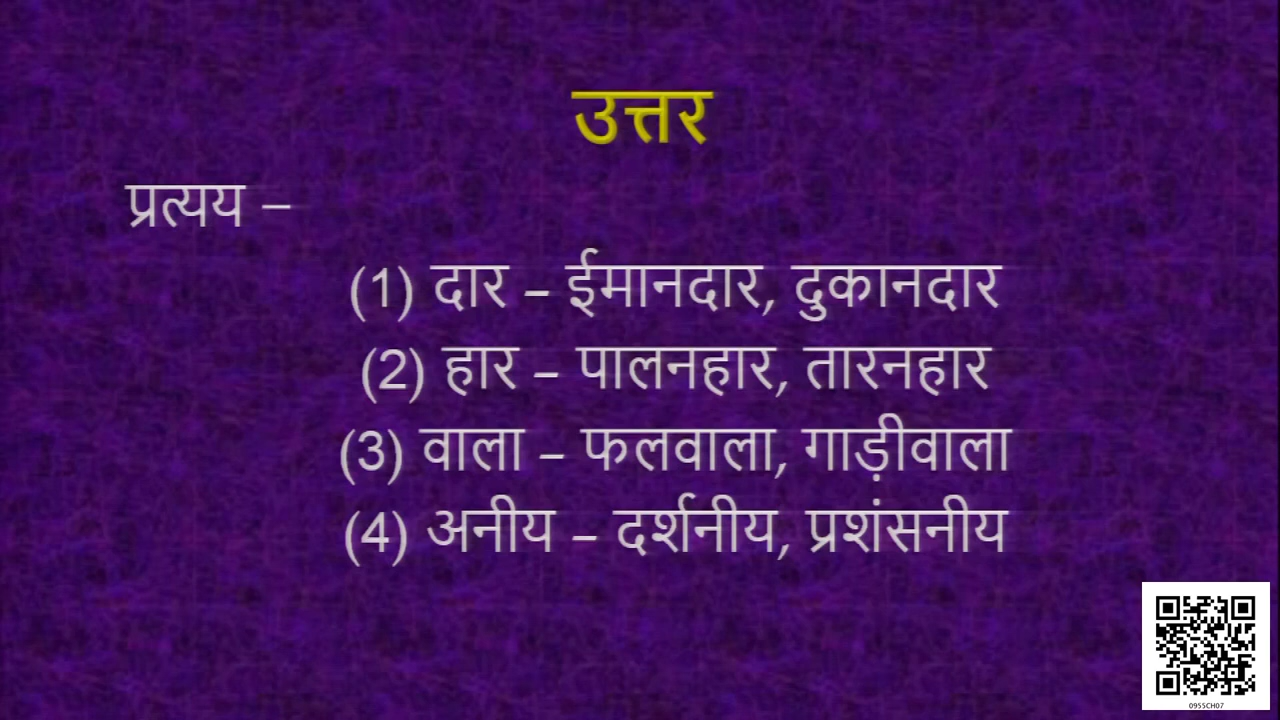 उत्तर
प्रत्यय –
(1) दार – ईमानदार, दुकानदार
(2) हार – पालनहार, तारनहार
(3) वाला – फलवाला, गाड़ीवाला
(4) अनीय – दर्शनीय, प्रशंसनीय
0955CH07